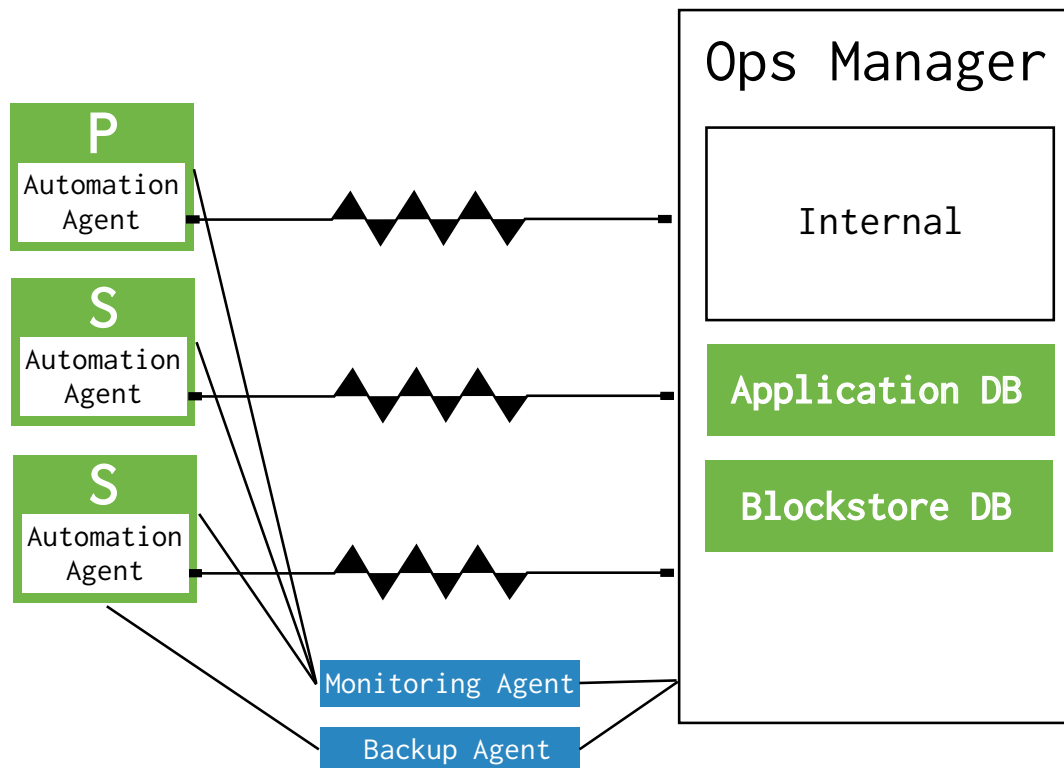 Ops Manager
P
Automation
Agent
Internal
S
Automation
Agent
Application DB
S
Automation
Agent
Blockstore DB
Monitoring Agent
Backup Agent